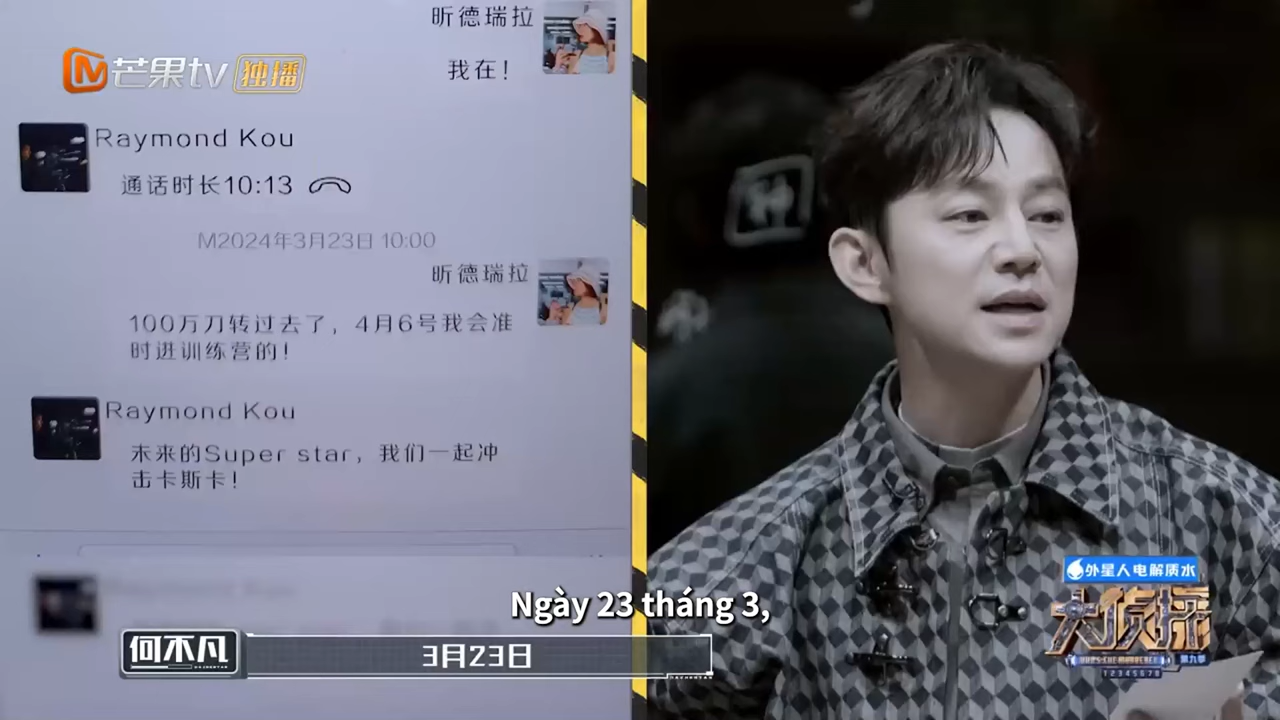 昕德瑞拉
我在！
芒果tv 独播
Raymond Kou
通话时长10:13
M2024年3月23日 10:00
昕德瑞拉
100万刀转过去了，4月6号我会准
时进训练营的！
Raymond Kou
未来的Super star，我们一起冲
击卡斯卡！
Ngày 23 tháng 3,
何不凡
3月23日
外星人电解质水
大侦探
第九季
12345678